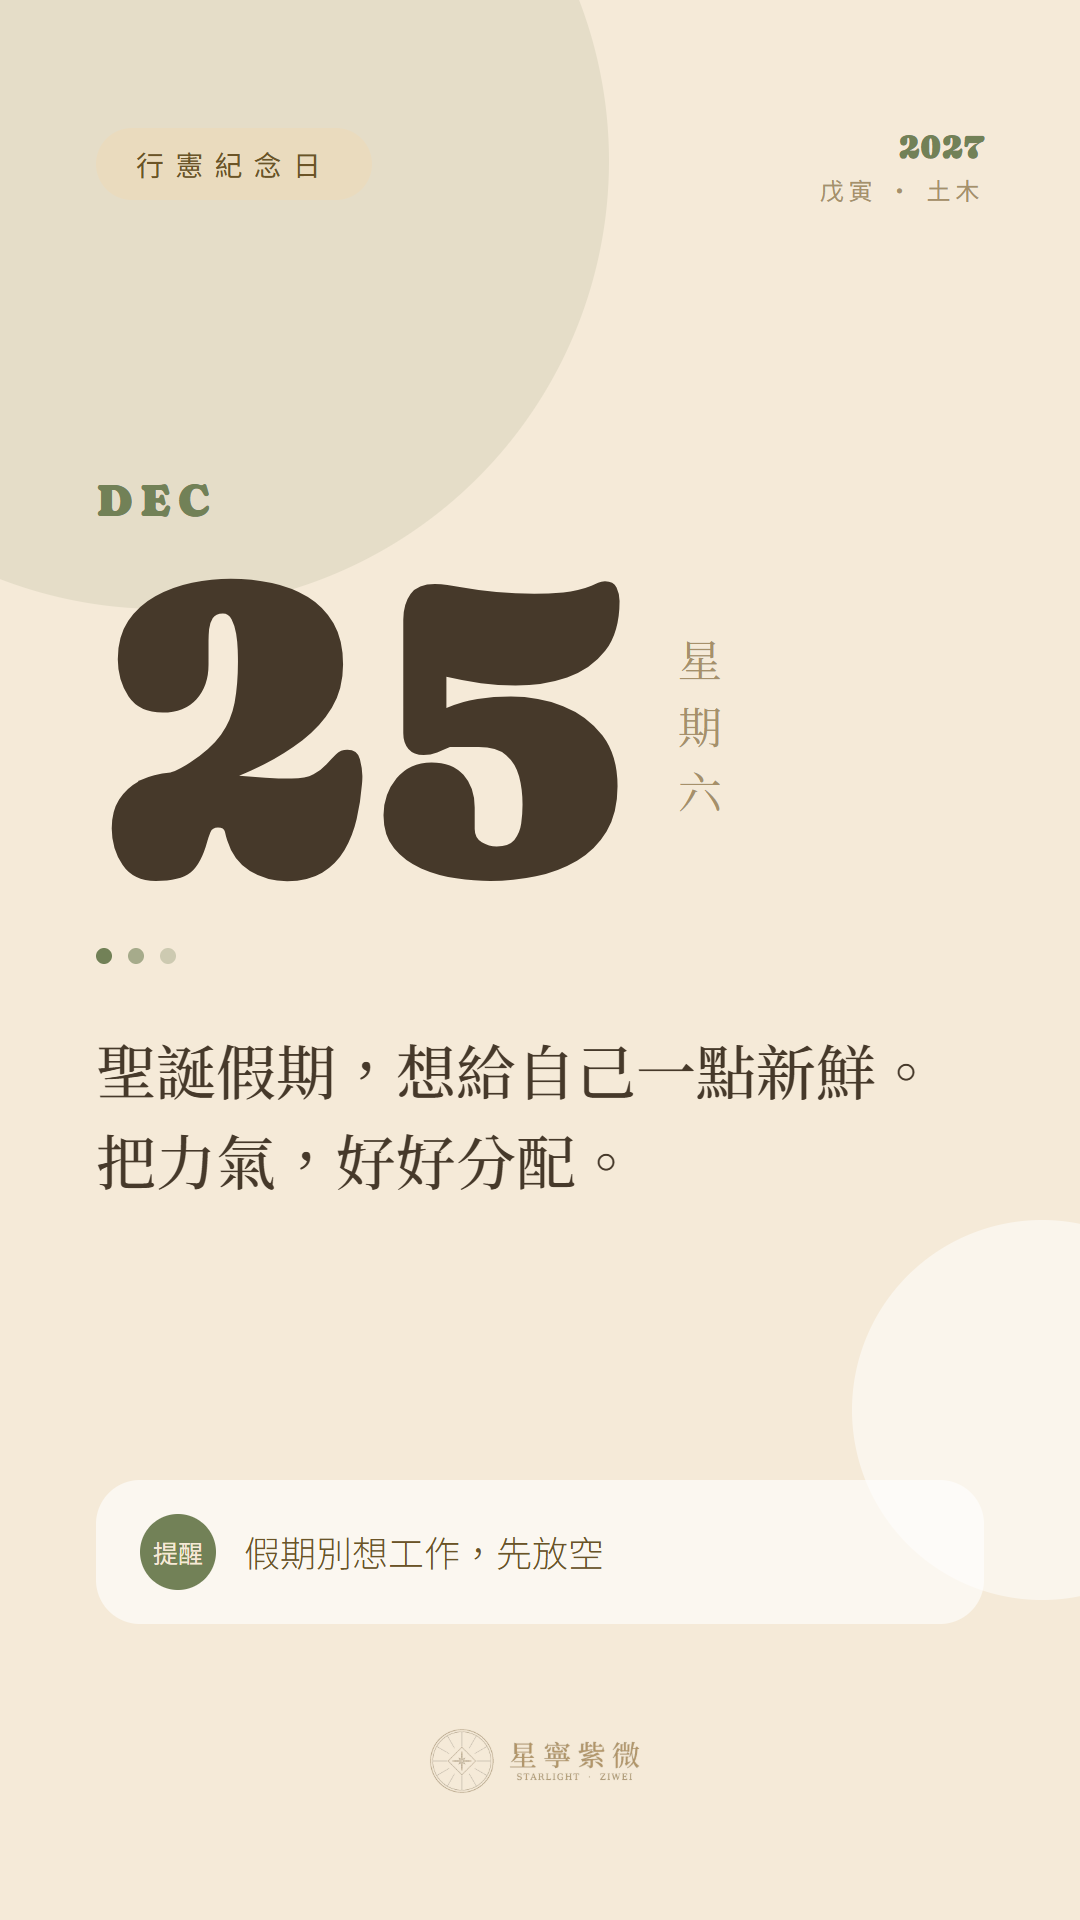 行憲紀念日
2027
戊寅 · 土木
DEC
25
星期六
聖誕假期，想給自己一點新鮮。
把力氣，好好分配。
提醒
假期別想工作，先放空
星寧紫微
STARLIGHT · ZIWEI